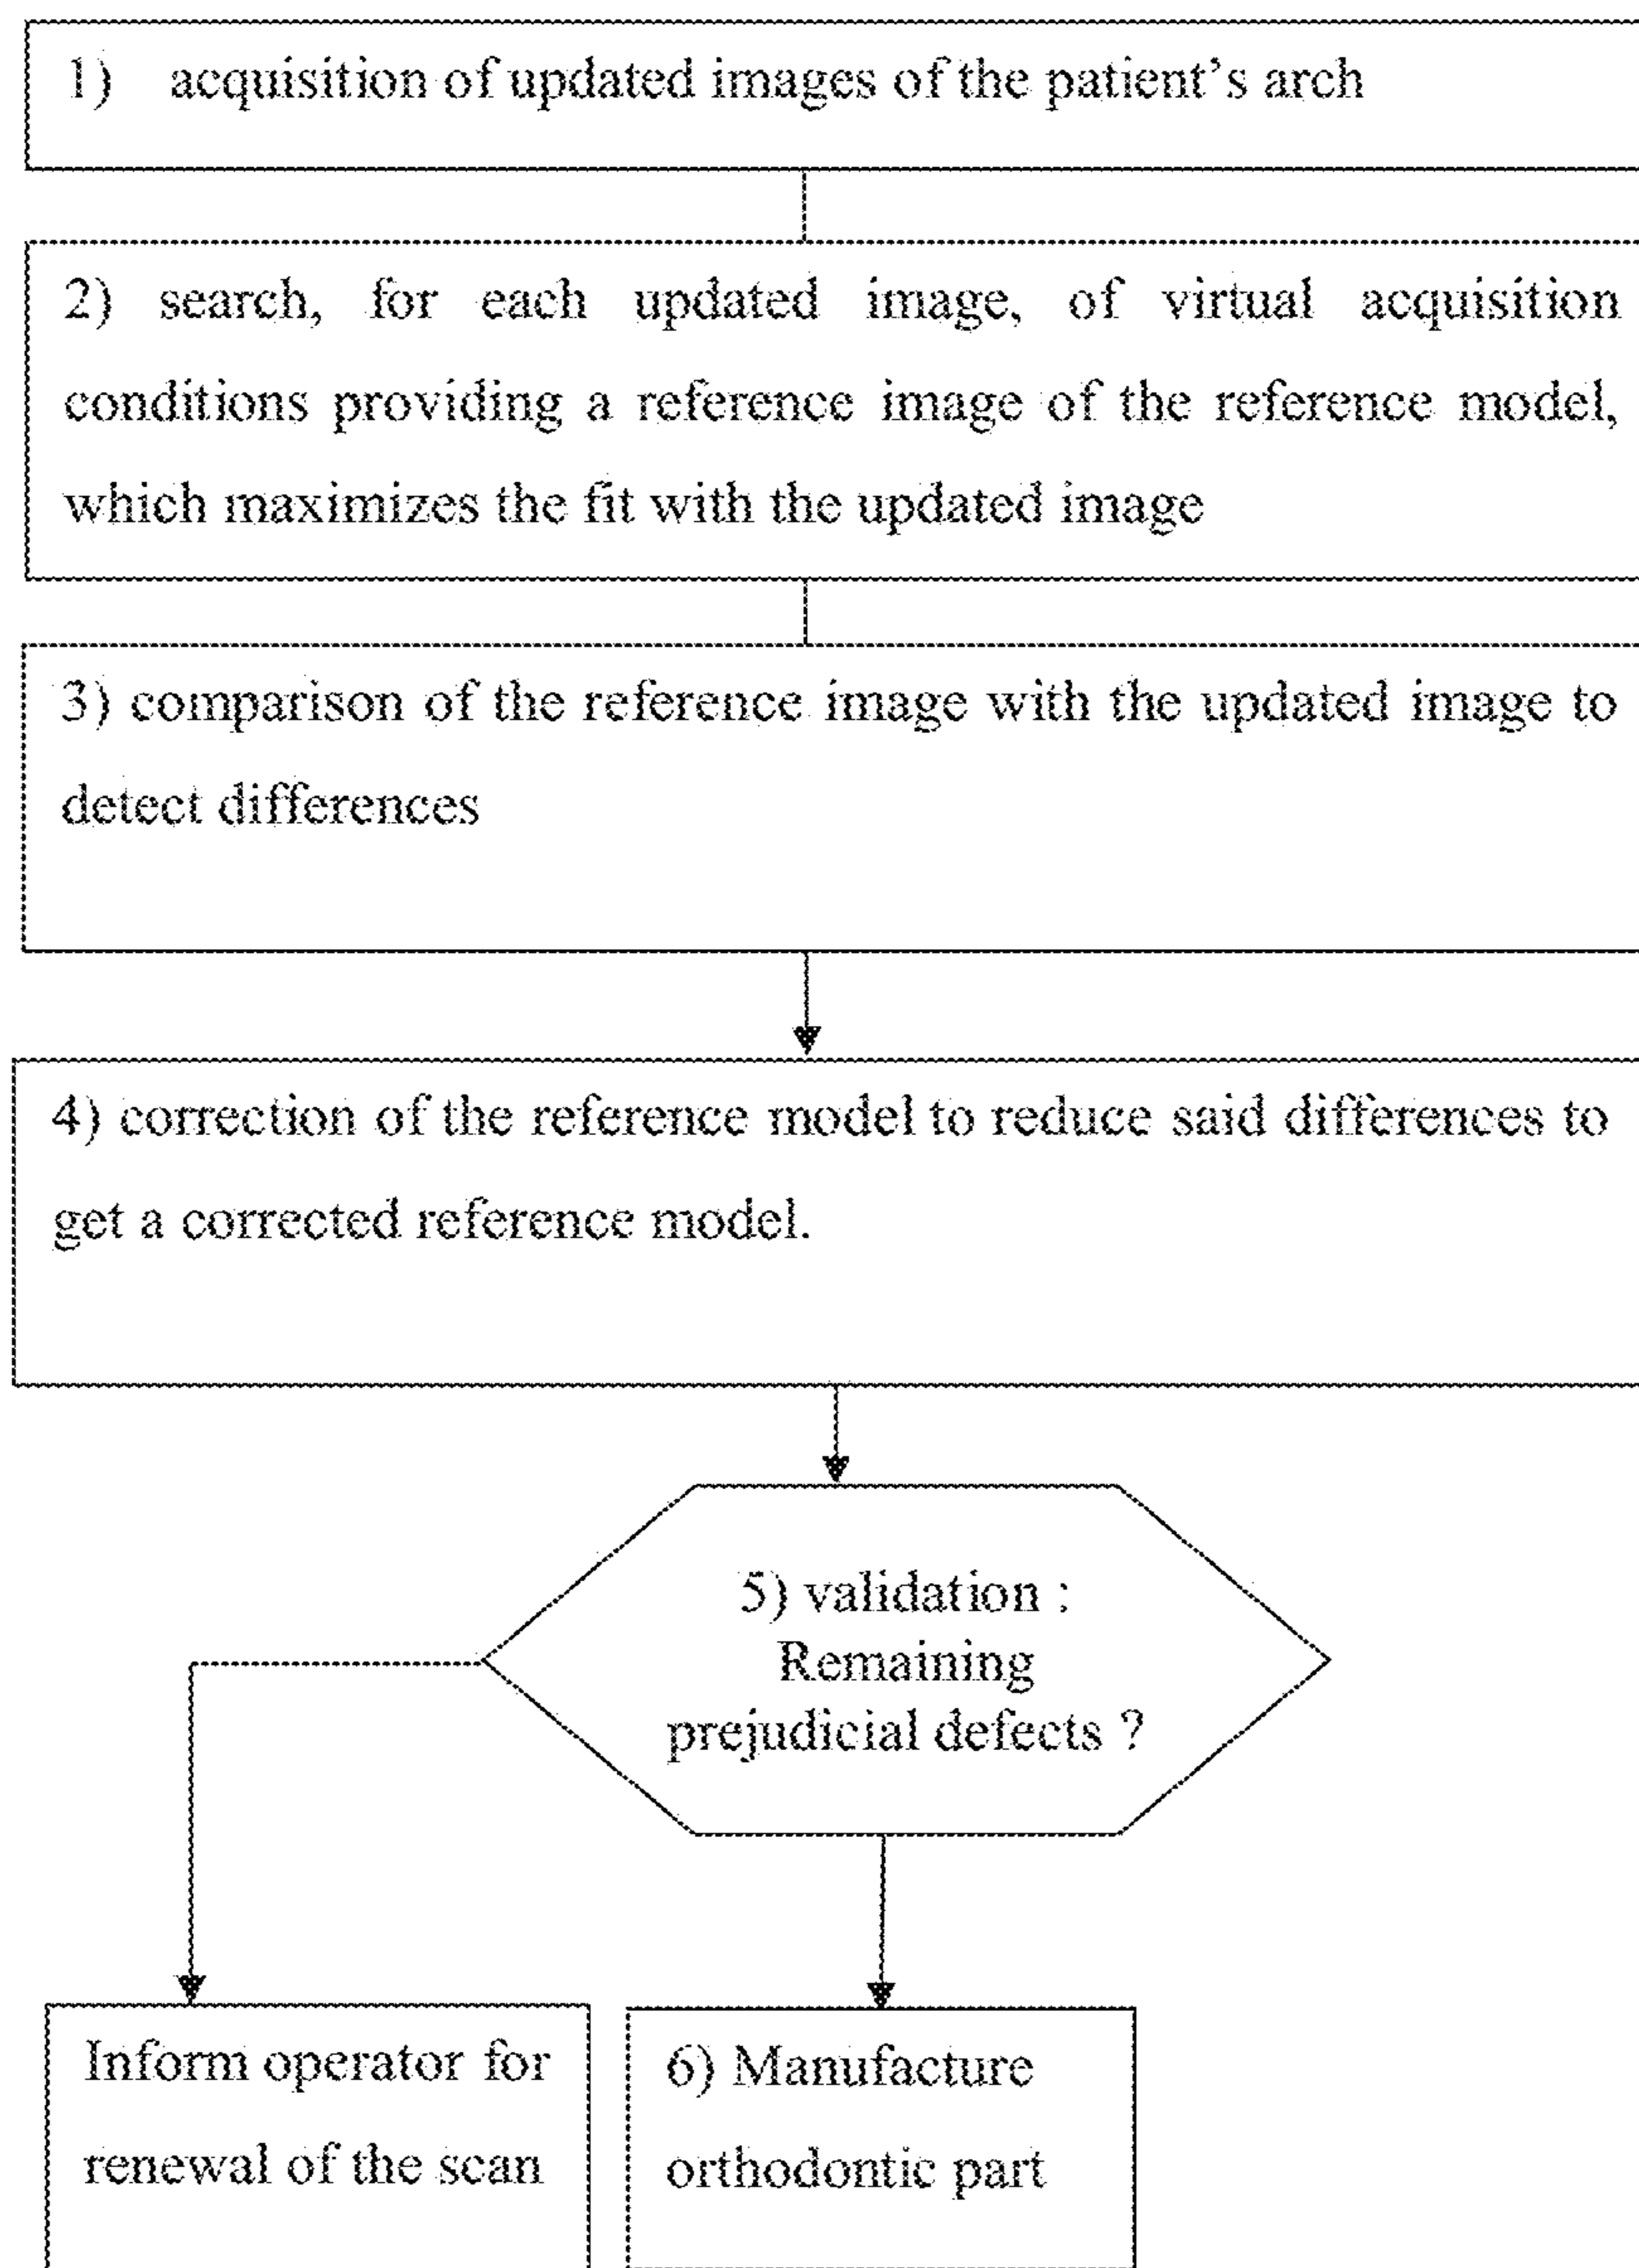 1) acquisition of updated images of the patient's arch
2) search, for each updated image, of virtual acquisition
conditions providing a reference image of the reference model,
which maximizes the fit with the updated image
3) comparison of the reference image with the updated image to
detect differences
4) correction of the reference model to reduce said differences to
get a corrected reference model.
5) validation :
Remaining
prejudicial defects ?
Inform operator for
renewal of the scan
6) Manufacture
orthodontic part